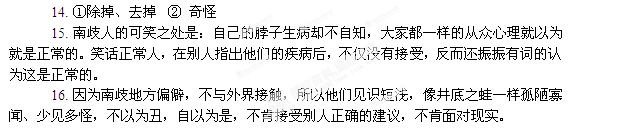 14. ①除掉、去掉 ② 奇怪
15. 南歧人的可笑之处是：自己的脖子生病却不自知，大家都一样的从众心理就以为
就是正常的。笑话正常人，在别人指出他们的疾病后，不仅没有接受，反而还振振有词的认
为这是正常的。
16. 因为南歧地方偏僻，不与外界接触，所以他们见识短浅，像井底之蛙一样孤陋寡
闻、少见多怪，不以为丑，自以为是，不肯接受别人正确的建议，不肯面对现实。